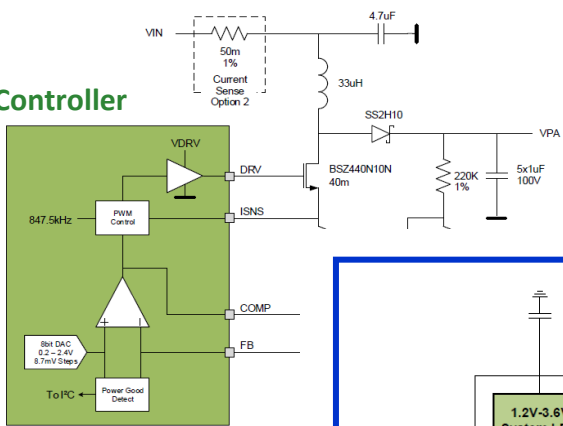 4.7uF
VIN
50m
1%
Current
Sense
Option 2
33uH
Controller
SS2H10
VPA
VDRV
DRV
BSZ440N10N
40m
220K
1%
5x1uF
100V
847.5kHz
PWM
Control
ISNS
COMP
+
8bit DAC
0.2 – 2.4V
8.7mV Steps
FB
To I²C
Power Good
Detect
1.2V-3.6V